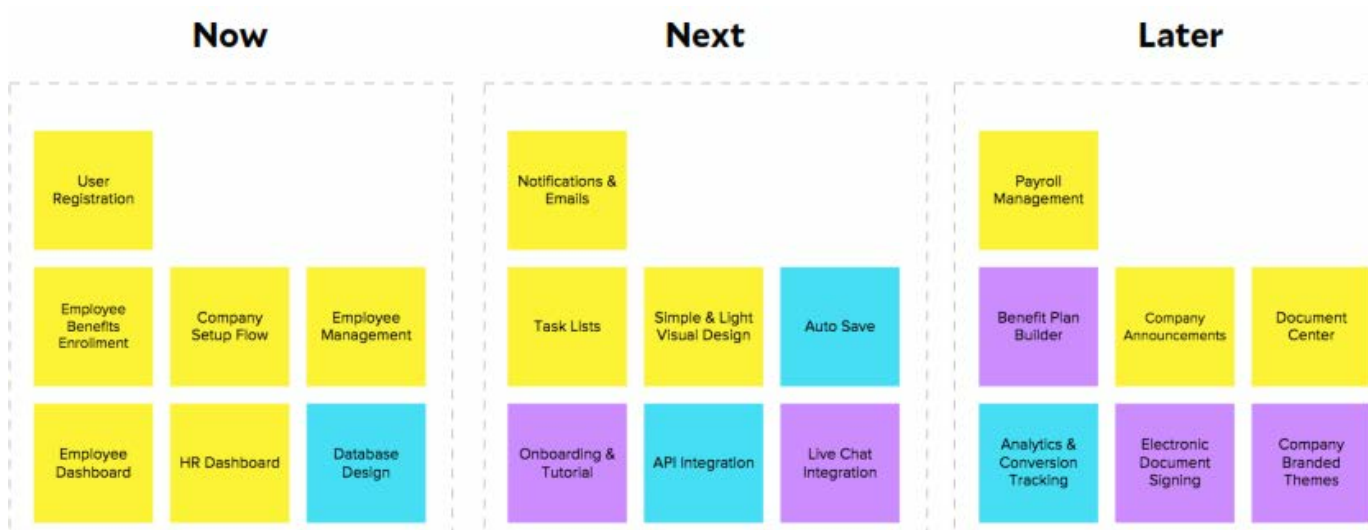 Now
Next
Later
User
Registration
Notifications &
Emails
Payroll
Management
Employee
Benefits
Enrollment
Company
Setup Flow
Employee
Management
Task Lists
Simple & Light
Visual Design
Auto Save
Benefit Plan
Builder
Company
Announcements
Document
Center
Employee
Dashboard
HR Dashboard
Database
Design
Onboarding &
Tutorial
API Integration
Live Chat
Integration
Analytics &
Conversion
Tracking
Electronic
Document
Signing
Company
Branded
Themes